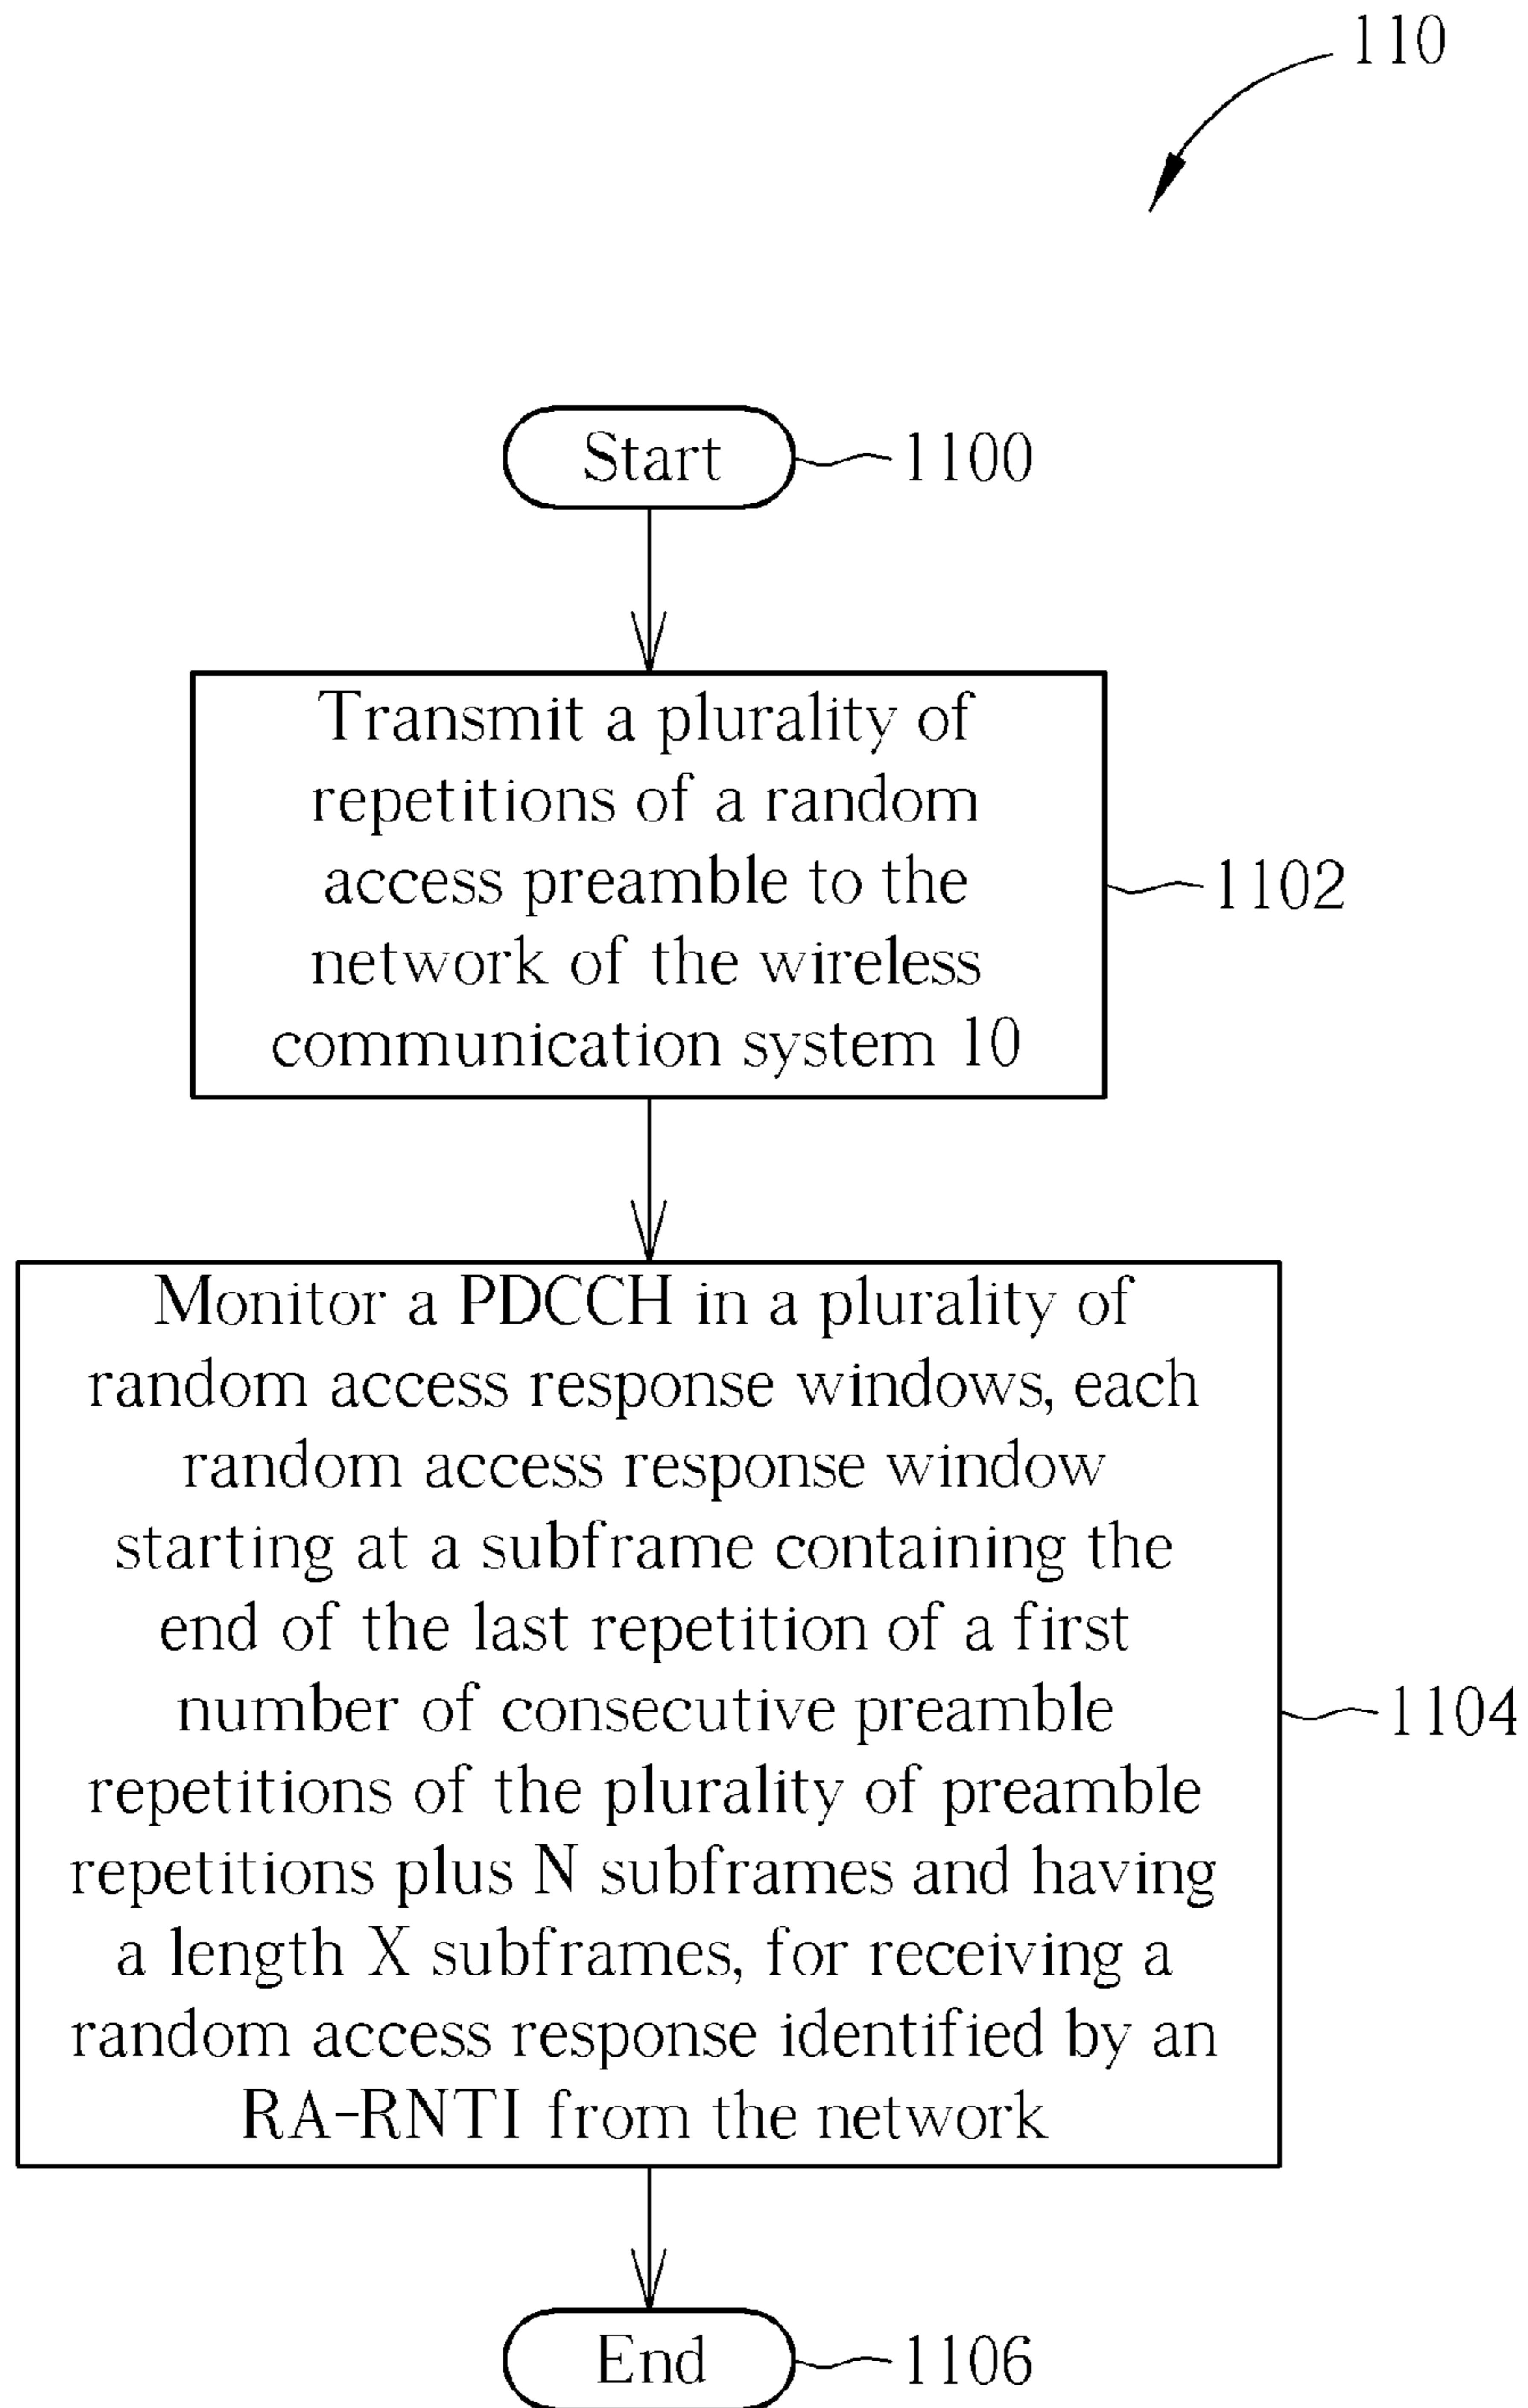 110
Start
1100
Transmit a plurality of
repetitions of a random
access preamble to the
network of the wireless
communication system 10
1102
Monitor a PDCCH in a plurality of
random access response windows, each
random access response window
starting at a subframe containing the
end of the last repetition of a first
number of consecutive preamble
repetitions of the plurality of preamble
repetitions plus N subframes and having
a length X subframes, for receiving a
random access response identified by an
RA-RNTI from the network
1104
End
1106